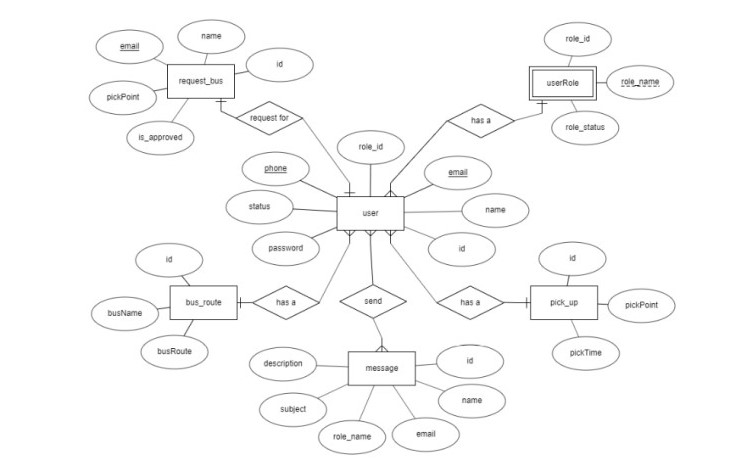 name
email
role_id
id
request_bus
userRole
role_name
pickPoint
request for
has a
is_approved
role_status
role_id
phone
email
status
user
name
password
id
id
id
busName
bus_route
has a
send
has a
pick_up
pickPoint
busRoute
pickTime
description
message
id
subject
name
role_name
email